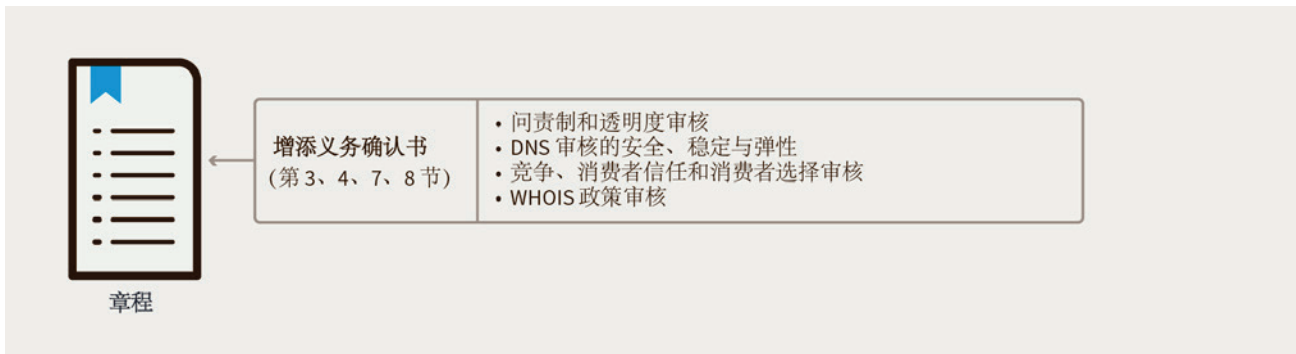 增添义务确认书
(第 3、4、7、8 节)
• 问责制和透明度审核
• DNS 审核的安全、稳定与弹性
• 竞争、消费者信任和消费者选择审核
• WHOIS 政策审核
章程